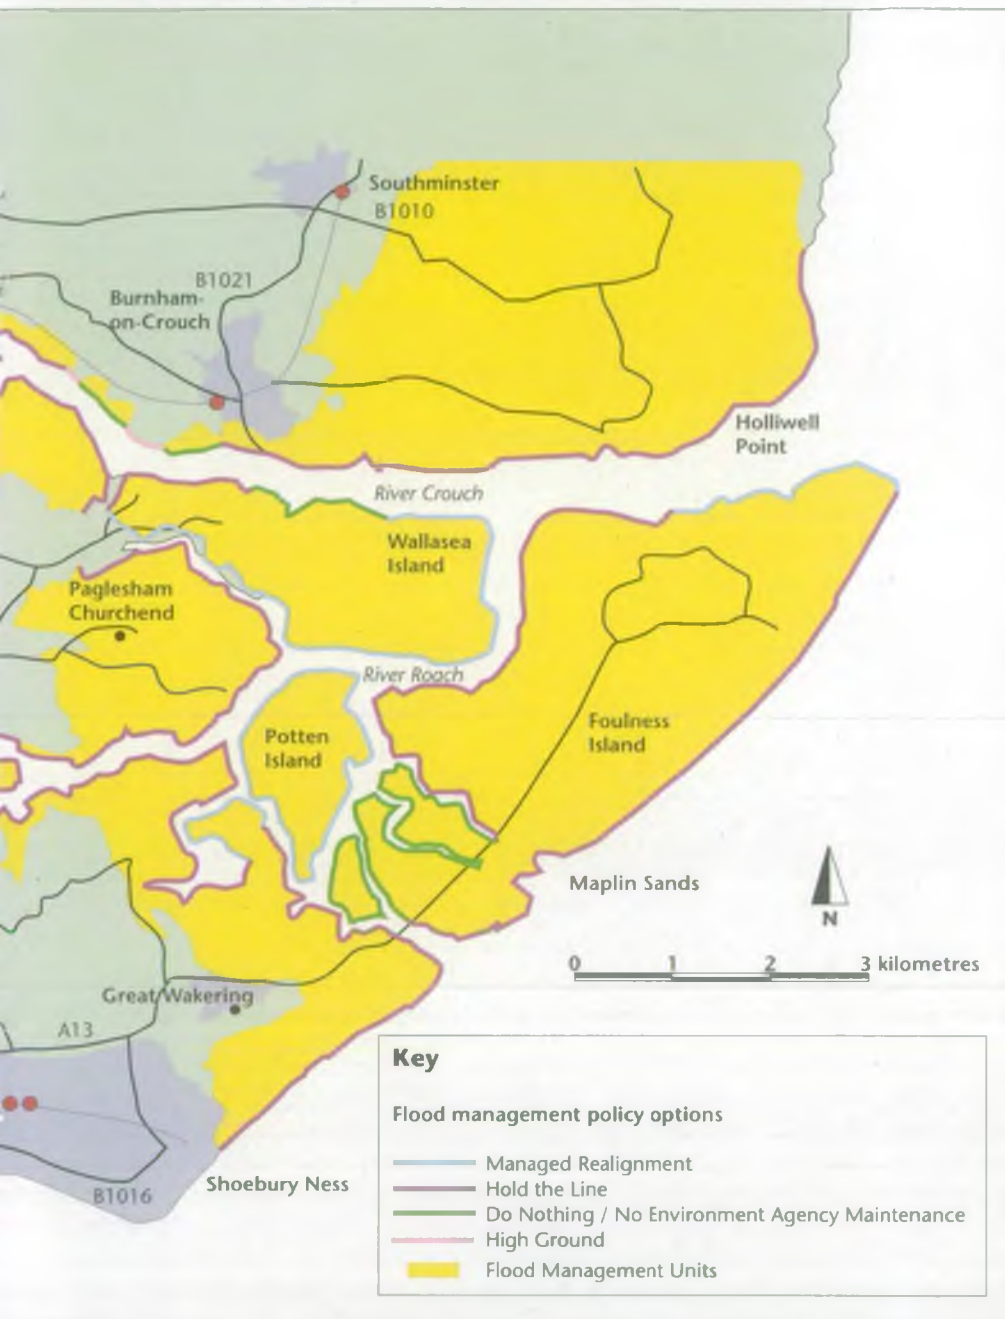 Southminster
B1010
B1021
Burnham-
on-Crouch
Holliwell
Point
River Crouch
Wallasea
Island
Paglesham
Churchend
River Roach
Foulness
Island
Potten
Island
Maplin Sands
N
0 1 2 3 kilometres
Great Wakering
A13
Key
Flood management policy options
Managed Realignment
Hold the Line
Do Nothing / No Environment Agency Maintenance
High Ground
Flood Management Units
Shoebury Ness
B1016